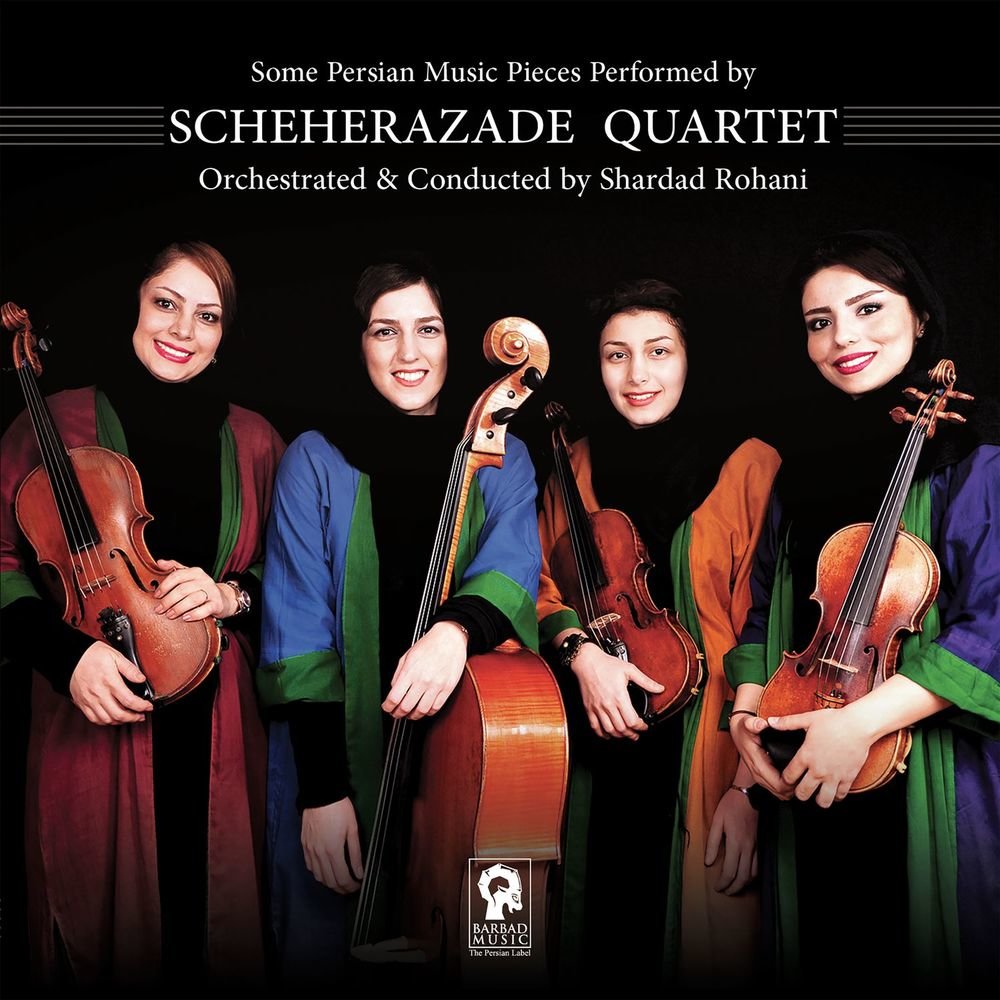 Some Persian Music Pieces Performed by
SCHEHERAZADE QUARTET
Orchestrated & Conducted by Shardad Rohani
BARBAD
MUSIC
The Persian Label